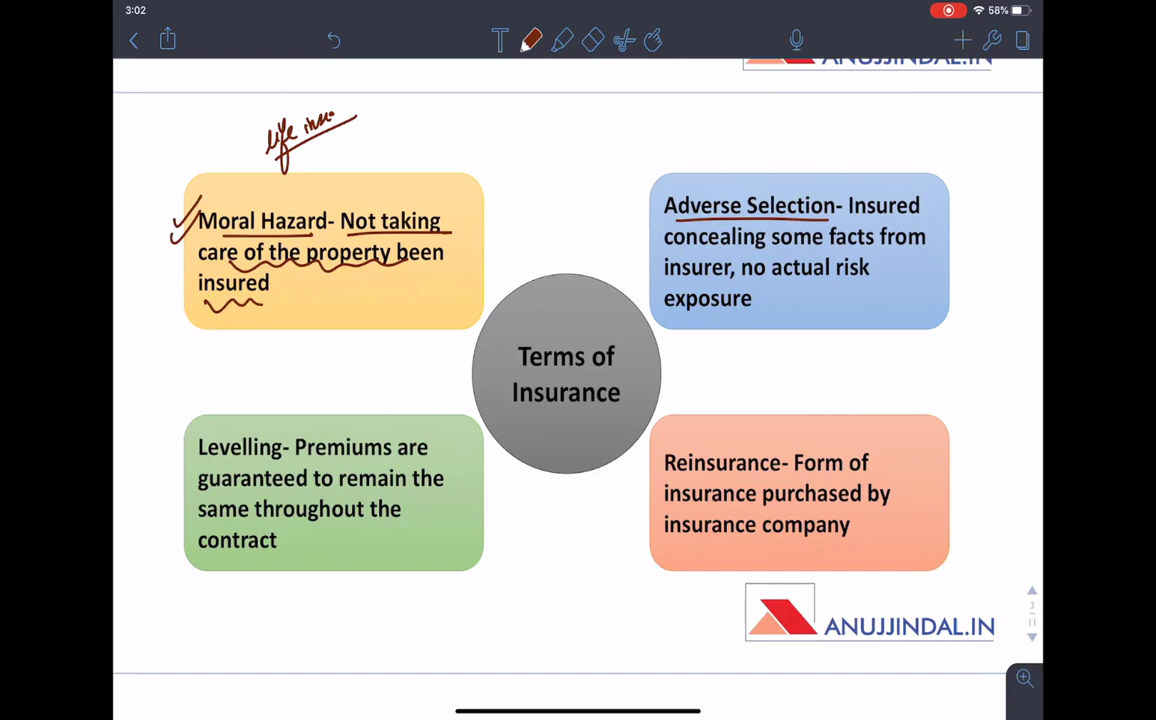 3:02
58%
ANUJJINDAL.IN
life insu
Moral Hazard- Not taking
care of the property been
insured
Adverse Selection- Insured
concealing some facts from
insurer, no actual risk
exposure
Terms of
Insurance
Levelling- Premiums are
guaranteed to remain the
same throughout the
contract
Reinsurance- Form of
insurance purchased by
insurance company
ANUJJINDAL.IN